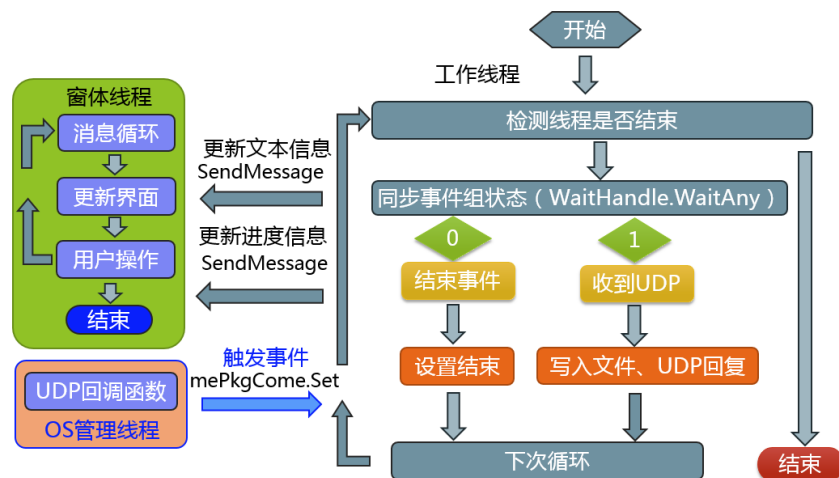 开始
工作线程
窗体线程
消息循环
检测线程是否结束
更新文本信息
SendMessage
更新界面
同步事件组状态（WaitHandle.WaitAny）
更新进度信息
SendMessage
0
1
用户操作
结束事件
收到UDP
结束
触发事件
mePkgCome.Set
设置结束
写入文件、UDP回复
UDP回调函数
OS管理线程
下次循环
结束